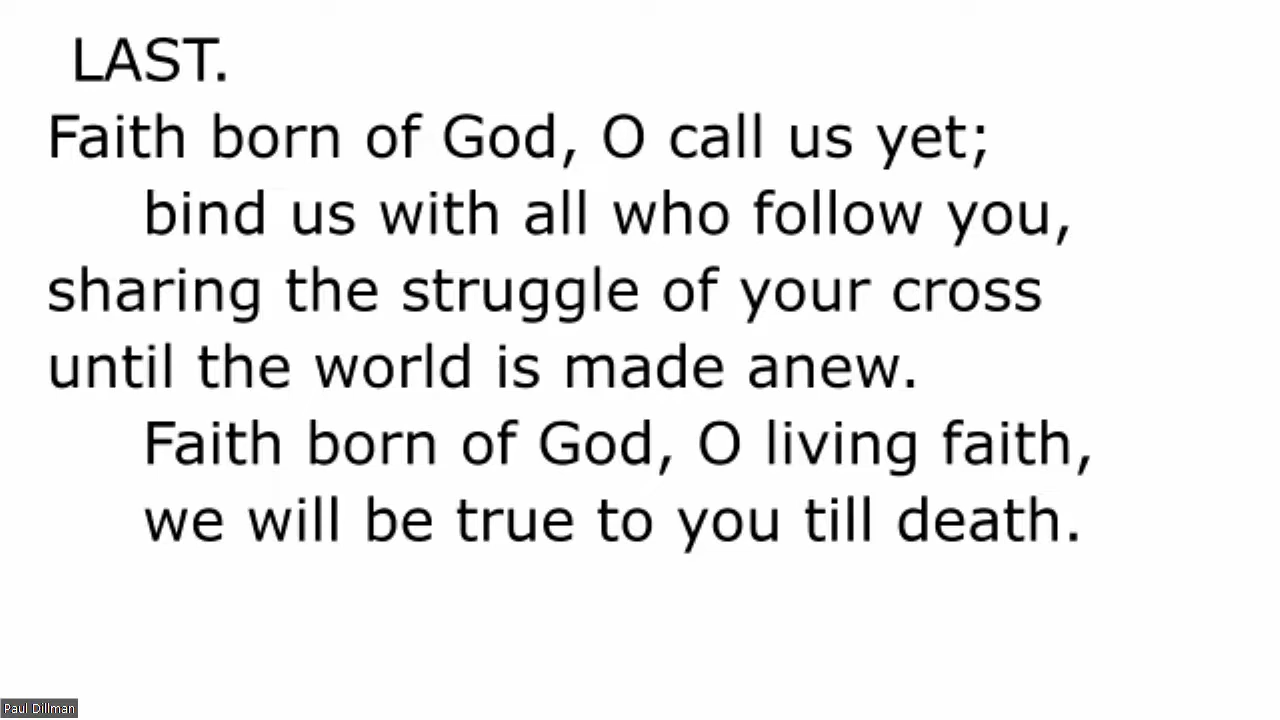 LAST.
Faith born of God, O call us yet;
bind us with all who follow you,
sharing the struggle of your cross
until the world is made anew.
Faith born of God, O living faith,
we will be true to you till death.
Paul Dillman